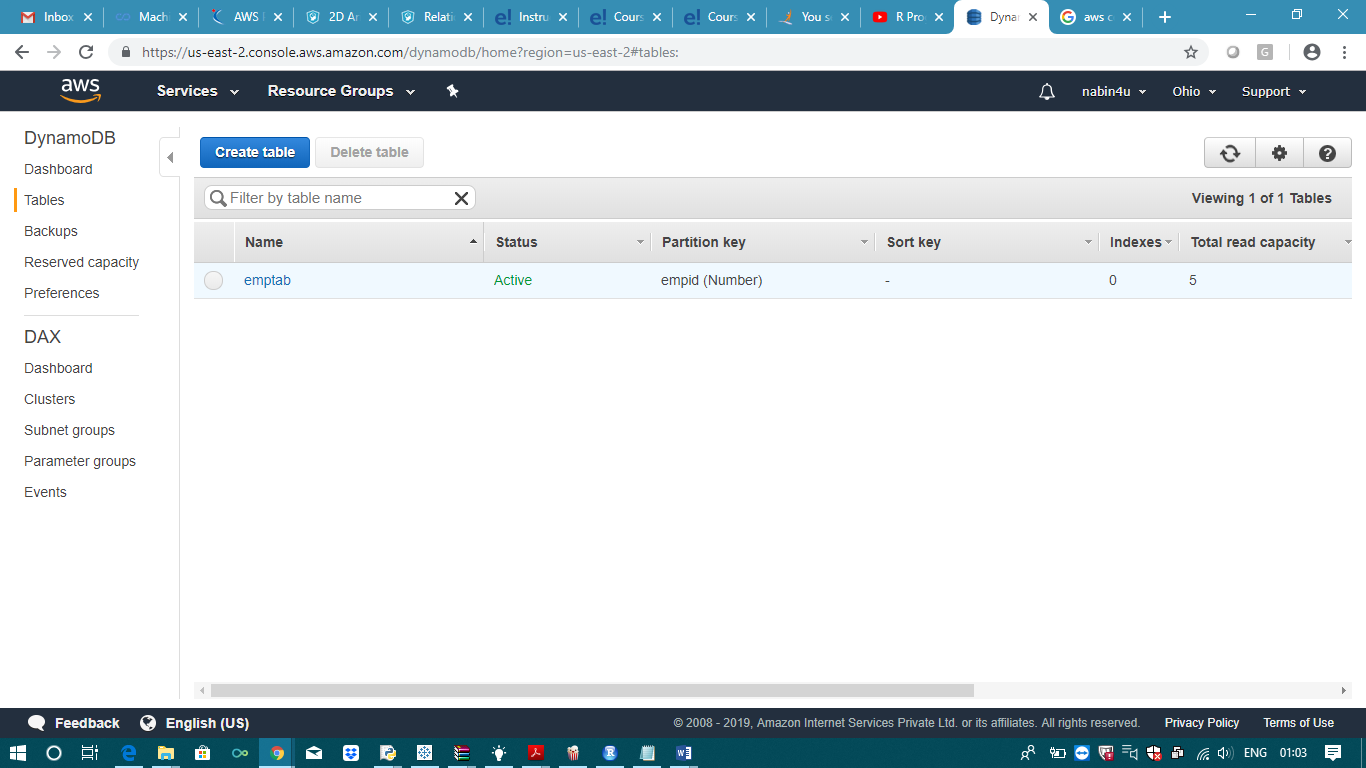 Inbox Mach AWS 2D Ar Relati Instru Cours Cours You s R Pro Dyna aws c
https://us-east-2.console.aws.amazon.com/dynamodb/home?region=us-east-2#tables:
aws Services Resource Groups nabin4u Ohio Support
DynamoDB
Dashboard
Tables
Backups
Reserved capacity
Preferences
DAX
Dashboard
Clusters
Subnet groups
Parameter groups
Events
Create table Delete table
Filter by table name Viewing 1 of 1 Tables
Name Status Partition key Sort key Indexes Total read capacity
emptab Active empid (Number) - 0 5
Feedback English (US) © 2008 - 2019, Amazon Internet Services Private Ltd. or its affiliates. All rights reserved. Privacy Policy Terms of Use
ENG 01:03